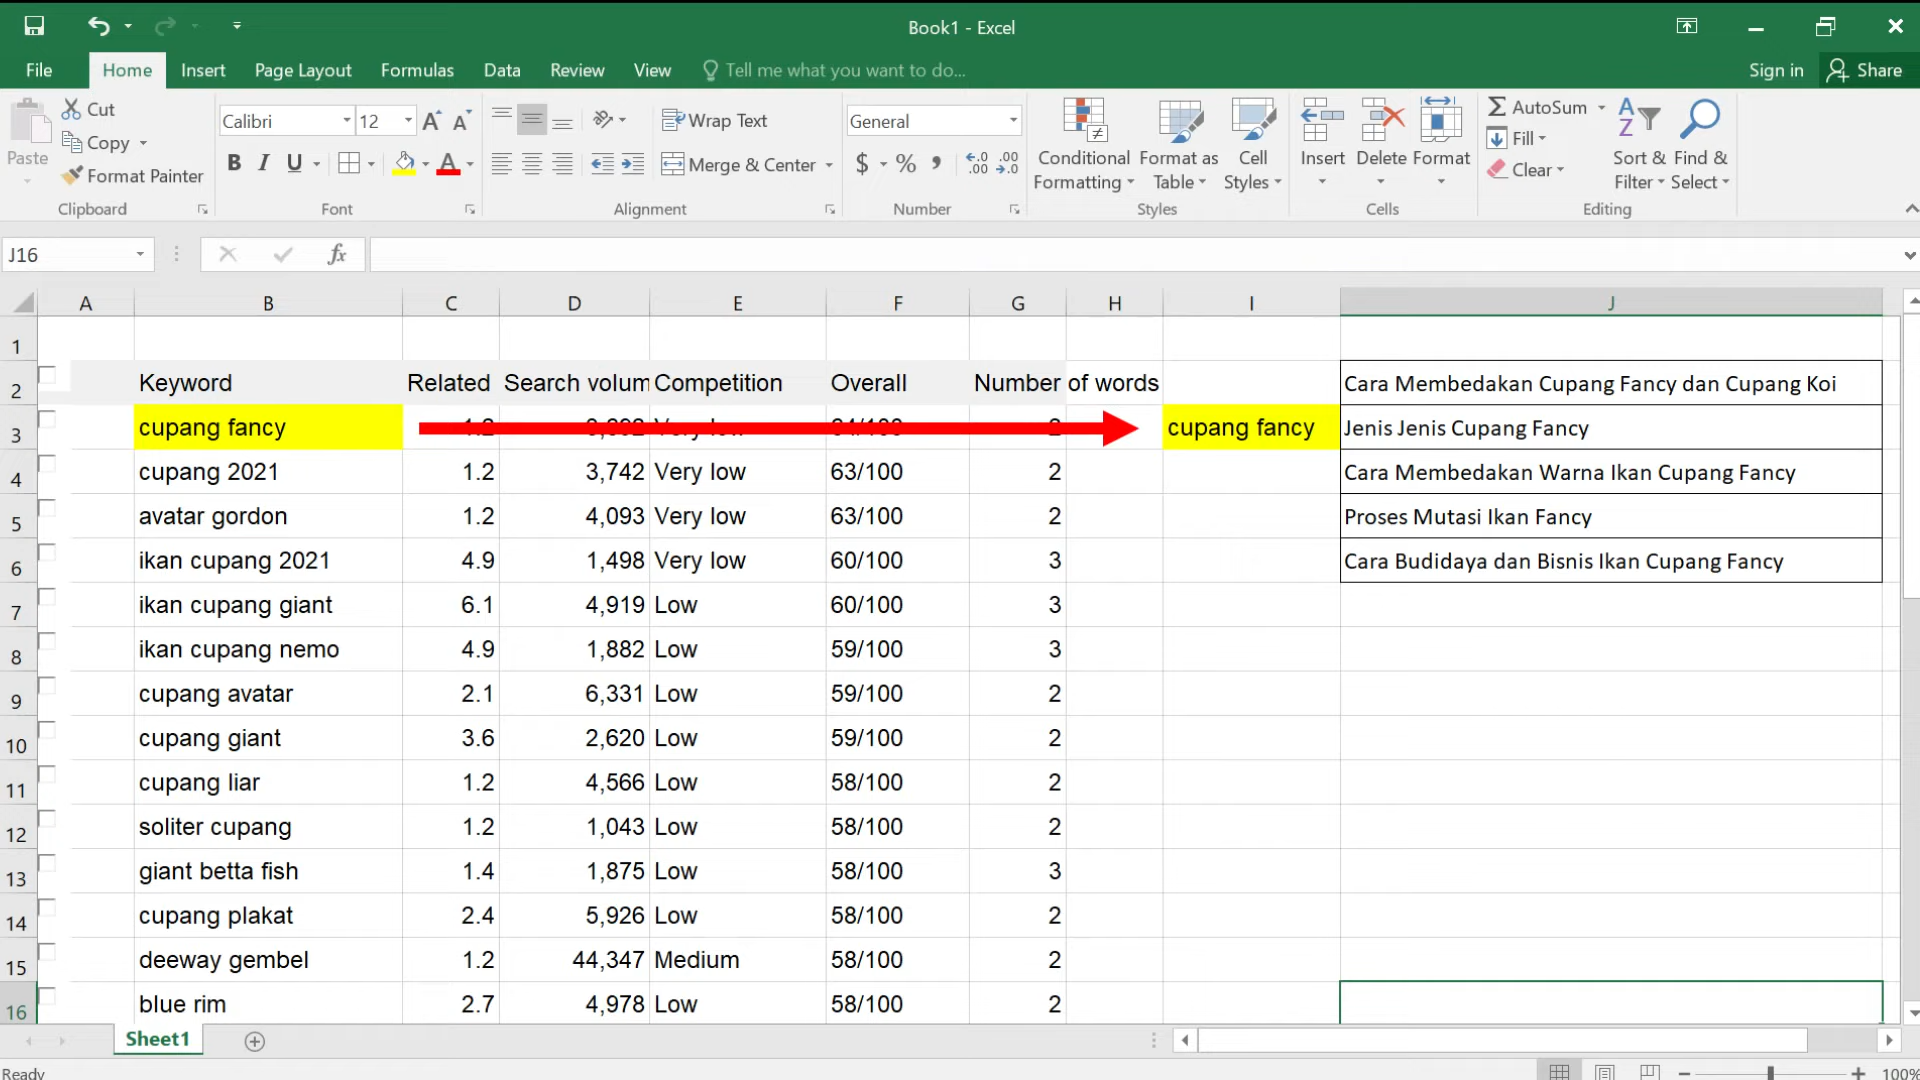 Book1 - Excel
File Home Insert Page Layout Formulas Data Review View Tell me what you want to do... Sign in Share
Paste Cut Copy Format Painter Clipboard
Calibri 12 B I U A Font
Wrap Text Merge & Center Alignment
General $ % Number
Conditional Formatting Format as Table Cell Styles Styles
Insert Delete Format Cells
AutoSum Fill Clear Sort & Filter Find & Select Editing
J16 fx
A B C D E F G H I J
1
2 Keyword Related Search volum Competition Overall Number of words Cara Membedakan Cupang Fancy dan Cupang Koi
3 cupang fancy cupang fancy Jenis Jenis Cupang Fancy
4 cupang 2021 1.2 3,742 Very low 63/100 2 Cara Membedakan Warna Ikan Cupang Fancy
5 avatar gordon 1.2 4,093 Very low 63/100 2 Proses Mutasi Ikan Fancy
6 ikan cupang 2021 4.9 1,498 Very low 60/100 3 Cara Budidaya dan Bisnis Ikan Cupang Fancy
7 ikan cupang giant 6.1 4,919 Low 60/100 3
8 ikan cupang nemo 4.9 1,882 Low 59/100 3
9 cupang avatar 2.1 6,331 Low 59/100 2
10 cupang giant 3.6 2,620 Low 59/100 2
11 cupang liar 1.2 4,566 Low 58/100 2
12 soliter cupang 1.2 1,043 Low 58/100 2
13 giant betta fish 1.4 1,875 Low 58/100 3
14 cupang plakat 2.4 5,926 Low 58/100 2
15 deeway gembel 1.2 44,347 Medium 58/100 2
16 blue rim 2.7 4,978 Low 58/100 2
Sheet1
Ready 100%